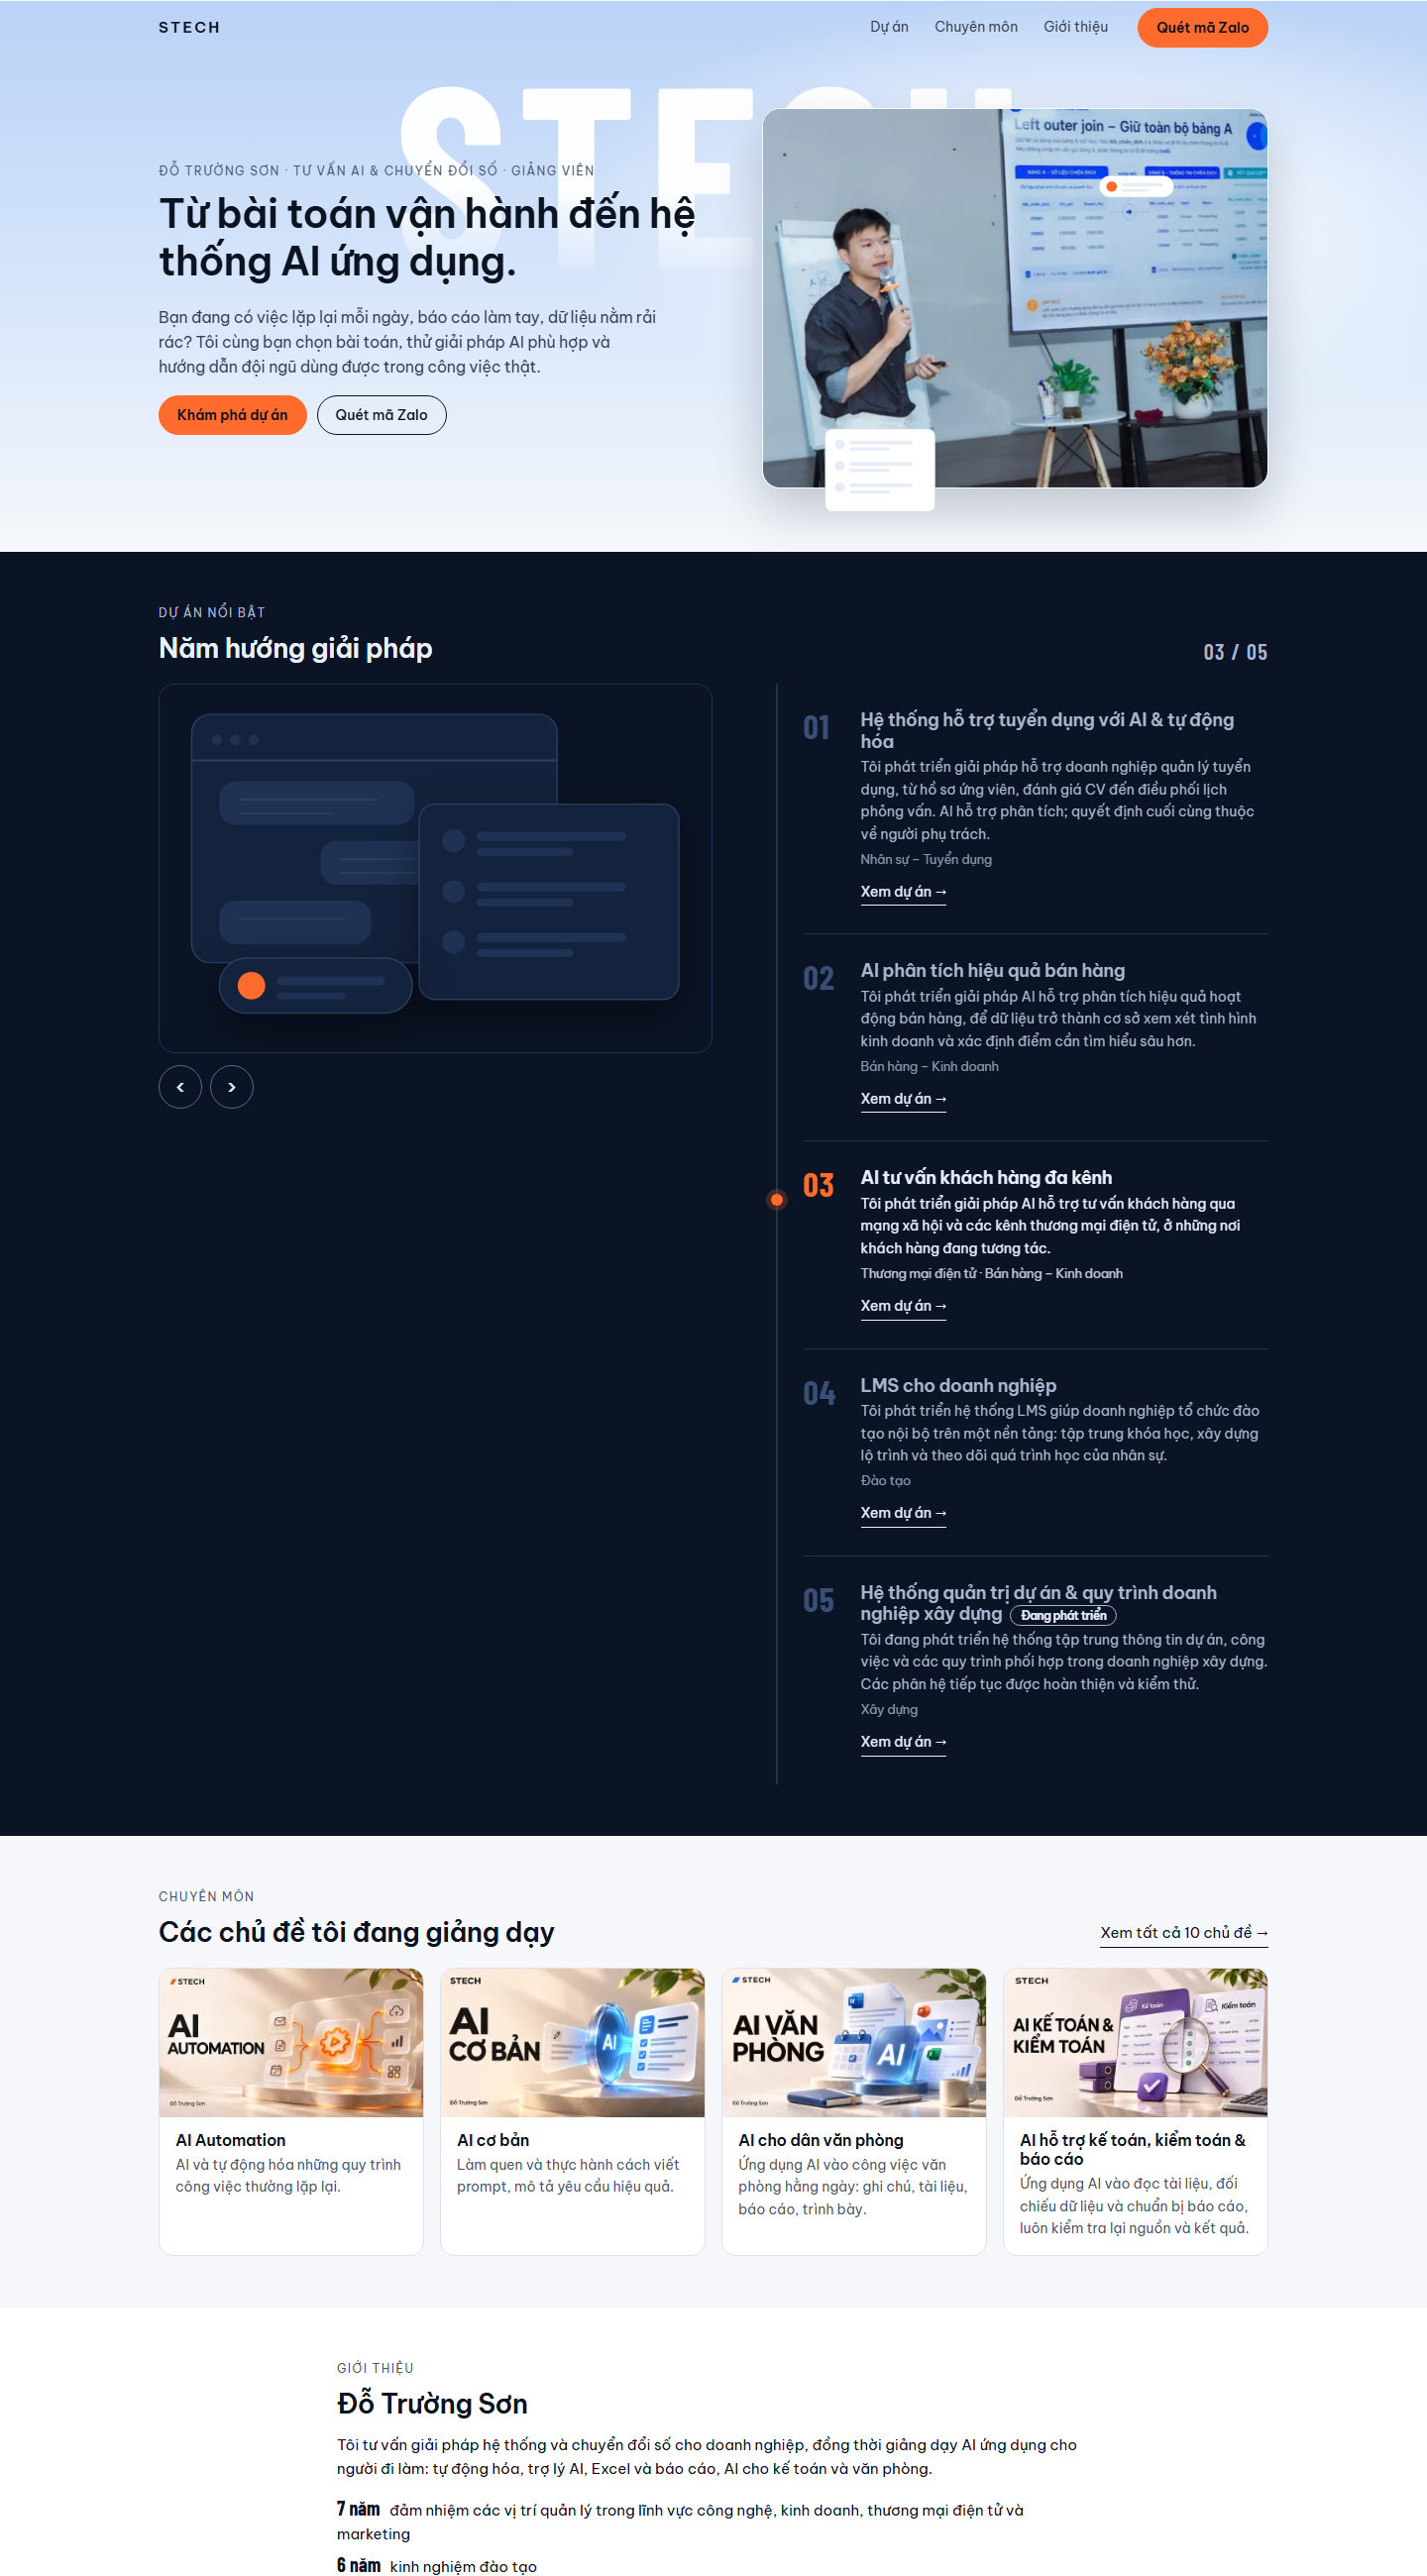 STECH
Dự án
Chuyên môn
Giới thiệu
Quét mã Zalo
STECH
ĐỖ TRƯỜNG SƠN · TƯ VẤN AI & CHUYỂN ĐỔI SỐ · GIẢNG VIÊN
Từ bài toán vận hành đến hệ
thống AI ứng dụng.
Bạn đang có việc lặp lại mỗi ngày, báo cáo làm tay, dữ liệu nằm rải
rác? Tôi cùng bạn chọn bài toán, thử giải pháp AI phù hợp và
hướng dẫn đội ngũ dùng được trong công việc thật.
Khám phá dự án
Quét mã Zalo
Left outer join – Giữ toàn bộ bảng A
DỰ ÁN NỔI BẬT
Năm hướng giải pháp
03 / 05
01
Hệ thống hỗ trợ tuyển dụng với AI & tự động
hóa
Tôi phát triển giải pháp hỗ trợ doanh nghiệp quản lý tuyển
dụng, từ hồ sơ ứng viên, đánh giá CV đến điều phối lịch
phỏng vấn. AI hỗ trợ phân tích; quyết định cuối cùng thuộc
về người phụ trách.
Nhân sự – Tuyển dụng
Xem dự án →
02
AI phân tích hiệu quả bán hàng
Tôi phát triển giải pháp AI hỗ trợ phân tích hiệu quả hoạt
động bán hàng, để dữ liệu trở thành cơ sở xem xét tình hình
kinh doanh và xác định điểm cần tìm hiểu sâu hơn.
Bán hàng – Kinh doanh
Xem dự án →
03
AI tư vấn khách hàng đa kênh
Tôi phát triển giải pháp AI hỗ trợ tư vấn khách hàng qua
mạng xã hội và các kênh thương mại điện tử, ở những nơi
khách hàng đang tương tác.
Thương mại điện tử · Bán hàng – Kinh doanh
Xem dự án →
04
LMS cho doanh nghiệp
Tôi phát triển hệ thống LMS giúp doanh nghiệp tổ chức đào
tạo nội bộ trên một nền tảng: tập trung khóa học, xây dựng
lộ trình và theo dõi quá trình học của nhân sự.
Đào tạo
Xem dự án →
05
Hệ thống quản trị dự án & quy trình doanh
nghiệp xây dựng Đang phát triển
Tôi đang phát triển hệ thống tập trung thông tin dự án, công
việc và các quy trình phối hợp trong doanh nghiệp xây dựng.
Các phân hệ tiếp tục được hoàn thiện và kiểm thử.
Xây dựng
Xem dự án →
CHUYÊN MÔN
Các chủ đề tôi đang giảng dạy
Xem tất cả 10 chủ đề →
STECH
AI
AUTOMATION
Đỗ Trường Sơn
AI Automation
AI và tự động hóa những quy trình
công việc thường lặp lại.
STECH
AI
CƠ BẢN
AI
Đỗ Trường Sơn
AI cơ bản
Làm quen và thực hành cách viết
prompt, mô tả yêu cầu hiệu quả.
STECH
AI VĂN
PHÒNG
AI
Đỗ Trường Sơn
AI cho dân văn phòng
Ứng dụng AI vào công việc văn
phòng hằng ngày: ghi chú, tài liệu,
báo cáo, trình bày.
STECH
AI KẾ TOÁN &
KIỂM TOÁN
Kế toán
Kiểm toán
Đỗ Trường Sơn
AI hỗ trợ kế toán, kiểm toán &
báo cáo
Ứng dụng AI vào đọc tài liệu, đối
chiếu dữ liệu và chuẩn bị báo cáo,
luôn kiểm tra lại nguồn và kết quả.
GIỚI THIỆU
Đỗ Trường Sơn
Tôi tư vấn giải pháp hệ thống và chuyển đổi số cho doanh nghiệp, đồng thời giảng dạy AI ứng dụng cho
người đi làm: tự động hóa, trợ lý AI, Excel và báo cáo, AI cho kế toán và văn phòng.
7 năm đảm nhiệm các vị trí quản lý trong lĩnh vực công nghệ, kinh doanh, thương mại điện tử và
marketing
6 năm kinh nghiệm đào tạo